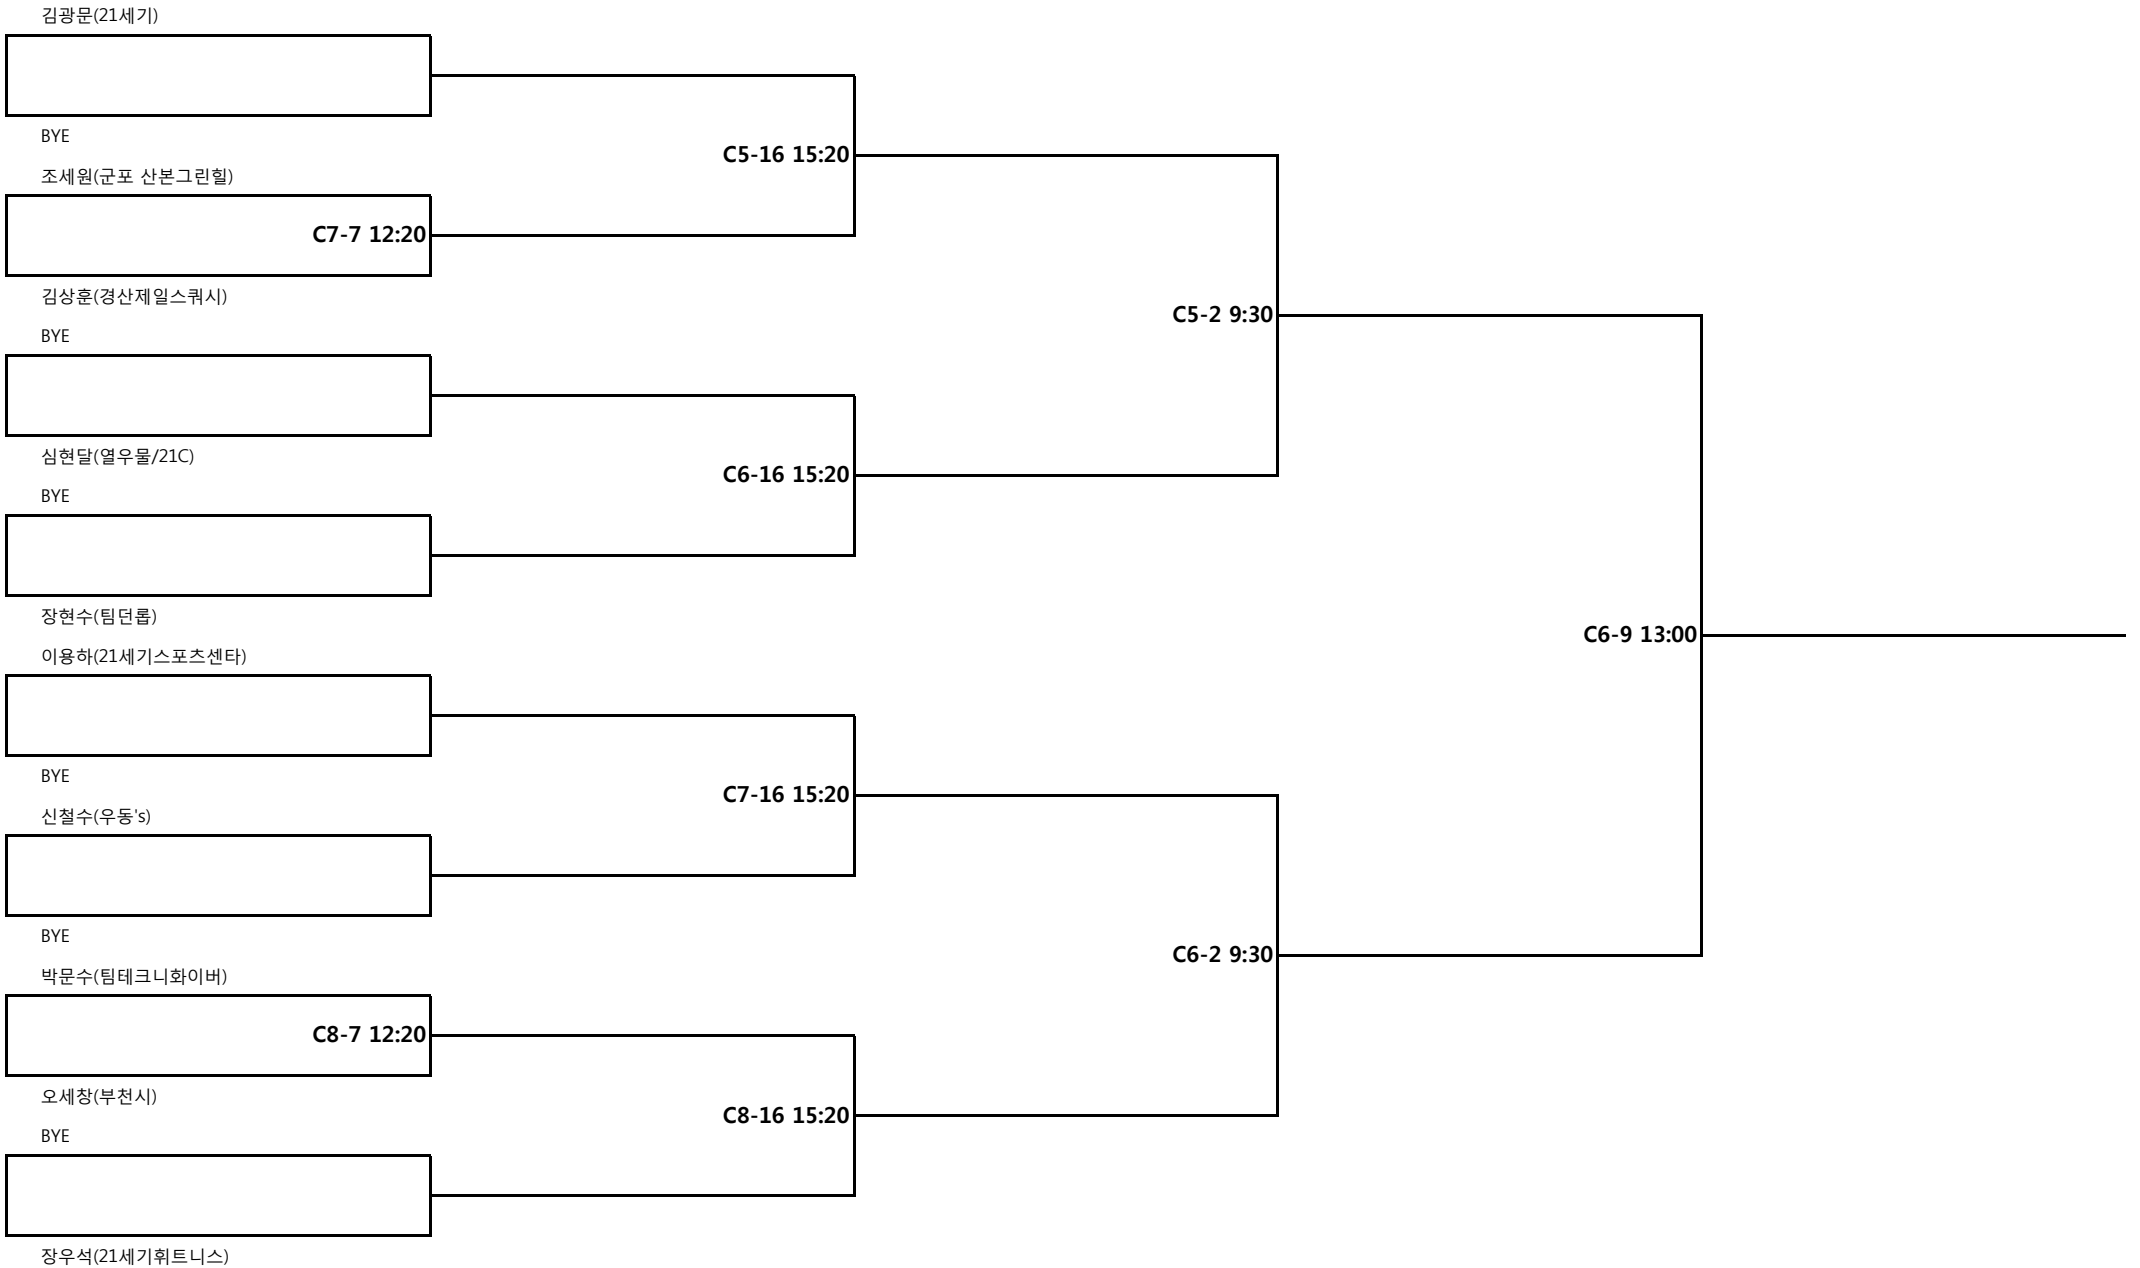 김광문(21세기)
BYE
C5-16 15:20
조세원(군포 산본그린힐)
C7-7 12:20
김상훈(경산제일스쿼시)
C5-2 9:30
BYE
심현달(열우물/21C)
C6-16 15:20
BYE
장현수(팀던롭)
C6-9 13:00
이용하(21세기스포츠센타)
BYE
C7-16 15:20
신철수(우동's)
BYE
C6-2 9:30
박문수(팀테크니화이버)
C8-7 12:20
오세창(부천시)
C8-16 15:20
BYE
장우석(21세기휘트니스)